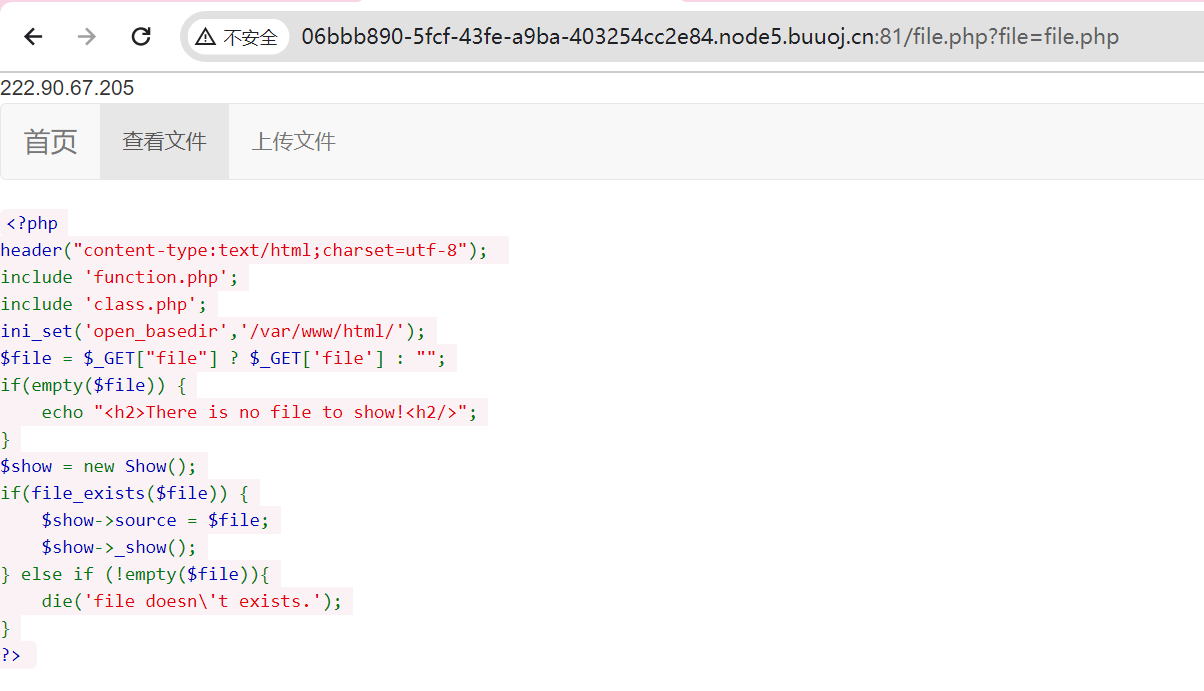 不安全 06bbb890-5fcf-43fe-a9ba-403254cc2e84.node5.buuoj.cn:81/file.php?file=file.php
222.90.67.205
首页 查看文件 上传文件
<?php
header("content-type:text/html;charset=utf-8");
include 'function.php';
include 'class.php';
ini_set('open_basedir','/var/www/html/');
$file = $_GET["file"] ? $_GET['file'] : "";
if(empty($file)) {
    echo "<h2>There is no file to show!<h2/>";
}
$show = new Show();
if(file_exists($file)) {
    $show->source = $file;
    $show->_show();
} else if (!empty($file)){
    die('file doesn\'t exists.');
}
?>